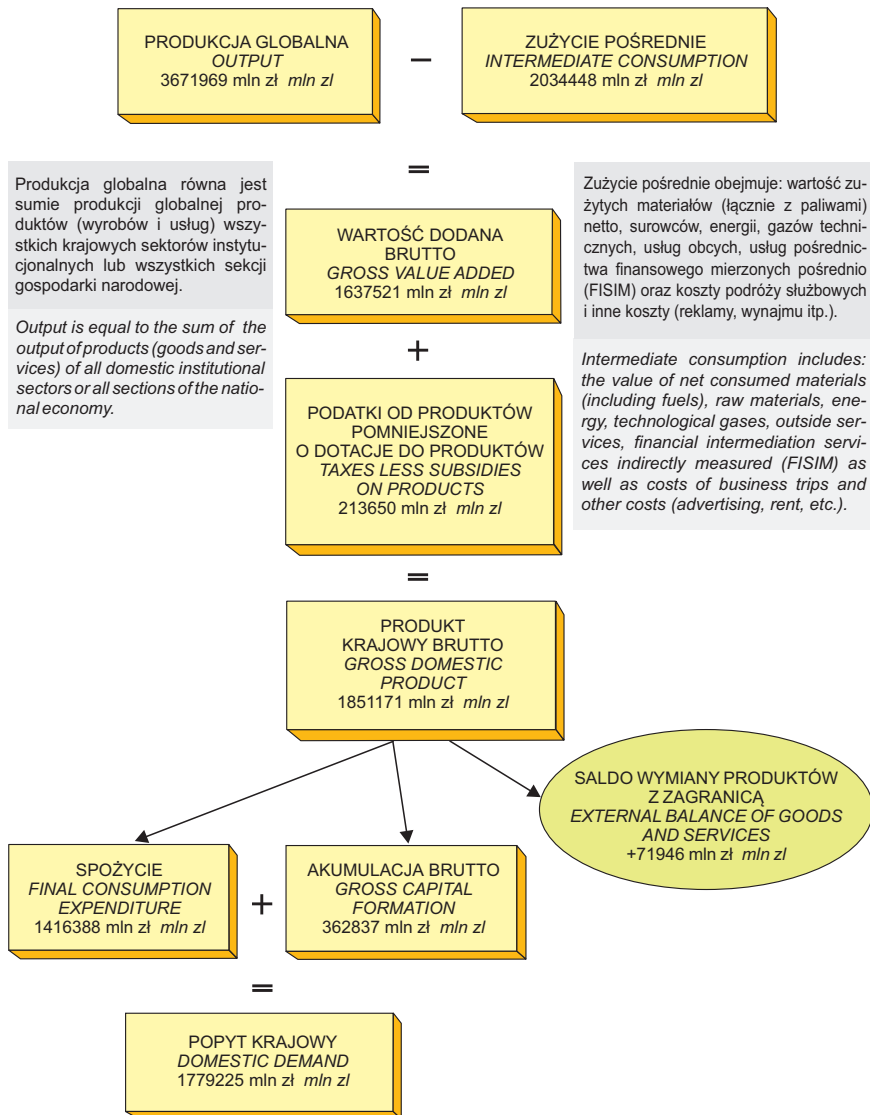 PRODUKCJA GLOBALNA
OUTPUT
3671969 mln zł mln zl
–
ZUŻYCIE POŚREDNIE
INTERMEDIATE CONSUMPTION
2034448 mln zł mln zl
=
Produkcja globalna równa jest
sumie produkcji globalnej pro-
duktów (wyrobów i usług) wszy-
stkich krajowych sektorów instytu-
cjonalnych lub wszystkich sekcji
gospodarki narodowej.
Output is equal to the sum of the
output of products (goods and ser-
vices) of all domestic institutional
sectors or all sections of the natio-
nal economy.
WARTOŚĆ DODANA
BRUTTO
GROSS VALUE ADDED
1637521 mln zł mln zl
+
PODATKI OD PRODUKTÓW
POMNIEJSZONE
O DOTACJE DO PRODUKTÓW
TAXES LESS SUBSIDIES
ON PRODUCTS
213650 mln zł mln zl
Zużycie pośrednie obejmuje: wartość zu-
żytych materiałów (łącznie z paliwami)
netto, surowców, energii, gazów techni-
cznych, usług obcych, usług pośrednic-
twa finansowego mierzonych pośrednio
(FISIM) oraz koszty podróży służbowych
i inne koszty (reklamy, wynajmu itp.).
Intermediate consumption includes:
the value of net consumed materials
(including fuels), raw materials, ene-
rgy, technological gases, outside ser-
vices, financial intermediation servi-
ces indirectly measured (FISIM) as
well as costs of business trips and
other costs (advertising, rent, etc.).
=
PRODUKT
KRAJOWY BRUTTO
GROSS DOMESTIC
PRODUCT
1851171 mln zł mln zl
SALDO WYMIANY PRODUKTÓW
Z ZAGRANICĄ
EXTERNAL BALANCE OF GOODS
AND SERVICES
+71946 mln zł mln zl
SPOŻYCIE
FINAL CONSUMPTION
EXPENDITURE
1416388 mln zł mln zl
+
AKUMULACJA BRUTTO
GROSS CAPITAL
FORMATION
362837 mln zł mln zl
=
POPYT KRAJOWY
DOMESTIC DEMAND
1779225 mln zł mln zl